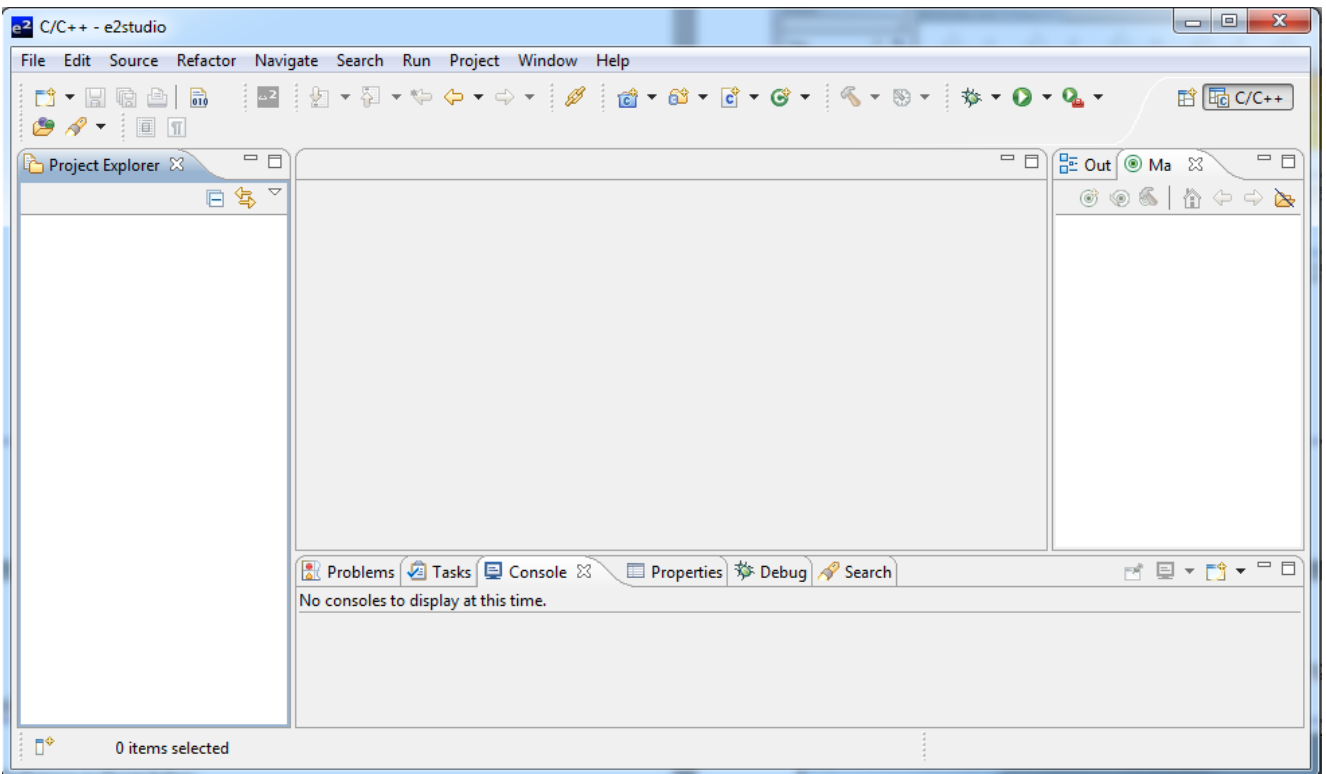 e² C/C++ - e2studio
File Edit Source Refactor Navigate Search Run Project Window Help
C/C++
Project Explorer
Out Ma
Problems Tasks Console Properties Debug Search
No consoles to display at this time.
0 items selected